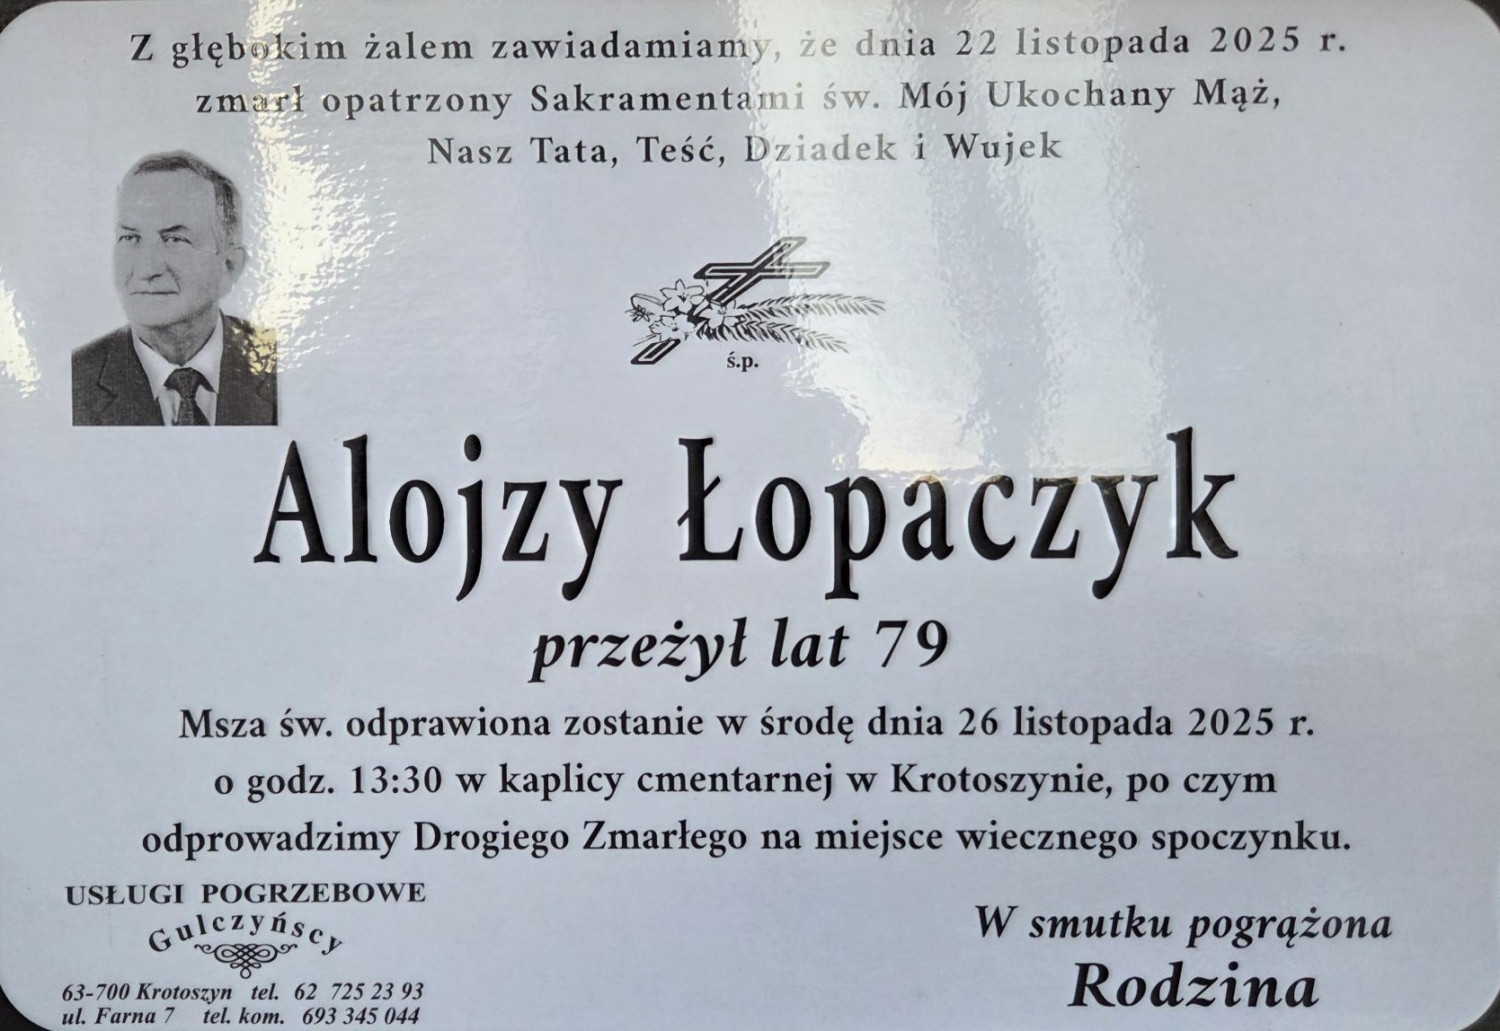 Z głębokim żalem zawiadamiamy, że dnia 22 listopada 2025 r.
zmarł opatrzony Sakramentami św. Mój Ukochany Mąż,
Nasz Tata, Teść, Dziadek i Wujek
ś.p.
Alojzy Łopaczyk
przeżył lat 79
Msza św. odprawiona zostanie w środę dnia 26 listopada 2025 r.
o godz. 13:30 w kaplicy cmentarnej w Krotoszynie, po czym
odprowadzimy Drogiego Zmarłego na miejsce wiecznego spoczynku.
USŁUGI POGRZEBOWE
Gulczyńscy
63-700 Krotoszyn tel. 62 725 23 93
ul. Farna 7 tel. kom. 693 345 044
W smutku pogrążona
Rodzina